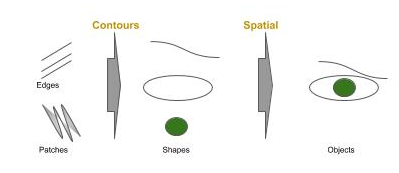 Contours
Spatial
Edges
Patches
Shapes
Objects